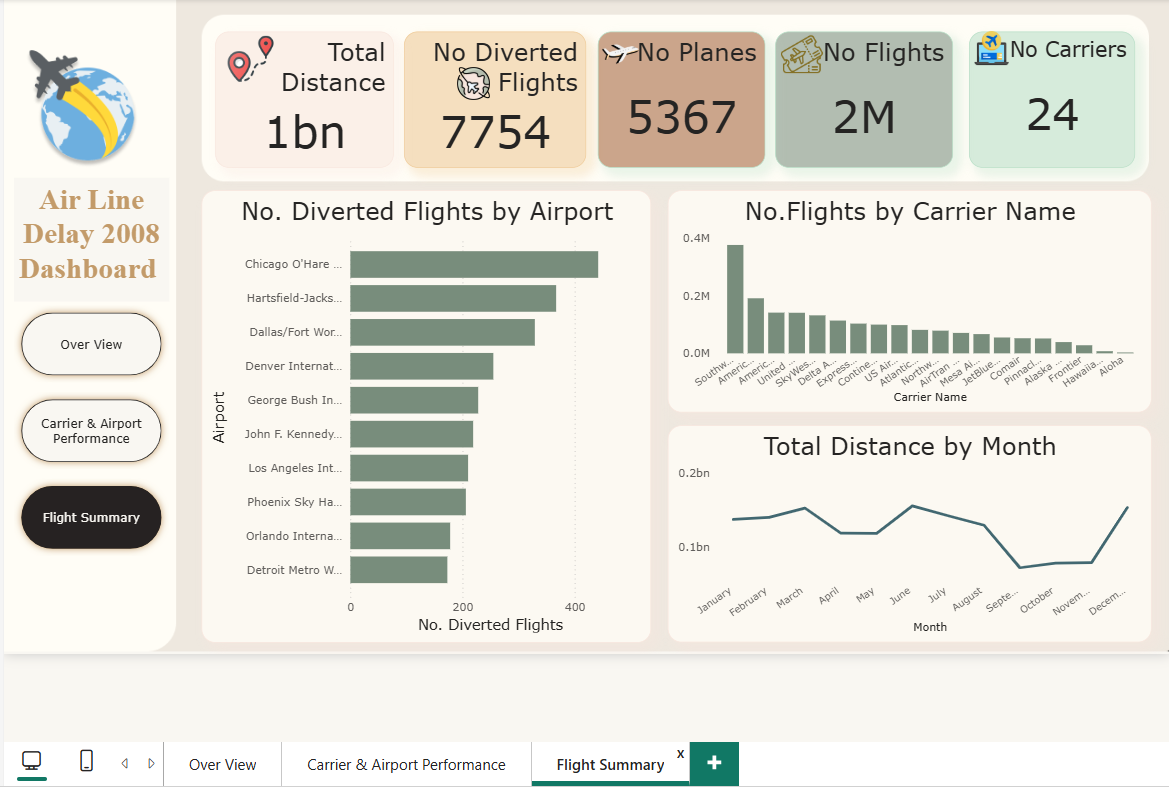 Air Line
Delay 2008
Dashboard
Over View
Carrier & Airport
Performance
Flight Summary
Total
Distance
1bn
No Diverted
Flights
7754
No Planes
5367
No Flights
2M
No Carriers
24
No. Diverted Flights by Airport
Airport
Chicago O'Hare ...
Hartsfield-Jacks...
Dallas/Fort Wor...
Denver Internat...
George Bush In...
John F. Kennedy...
Los Angeles Int...
Phoenix Sky Ha...
Orlando Interna...
Detroit Metro W...
0 200 400
No. Diverted Flights
No.Flights by Carrier Name
0.4M
0.2M
0.0M
Southw... Americ... Americ... United ... SkyWes... Delta A... Express... Contine... US Air... Atlantic... Northw... AirTran ... Mesa Ai... JetBlue... Comair Pinnacl... Alaska ... Frontier Hawaiia... Aloha
Carrier Name
Total Distance by Month
0.2bn
0.1bn
January February March April May June July August Septe... October Novem... Decem...
Month
Over View
Carrier & Airport Performance
Flight Summary
x
+